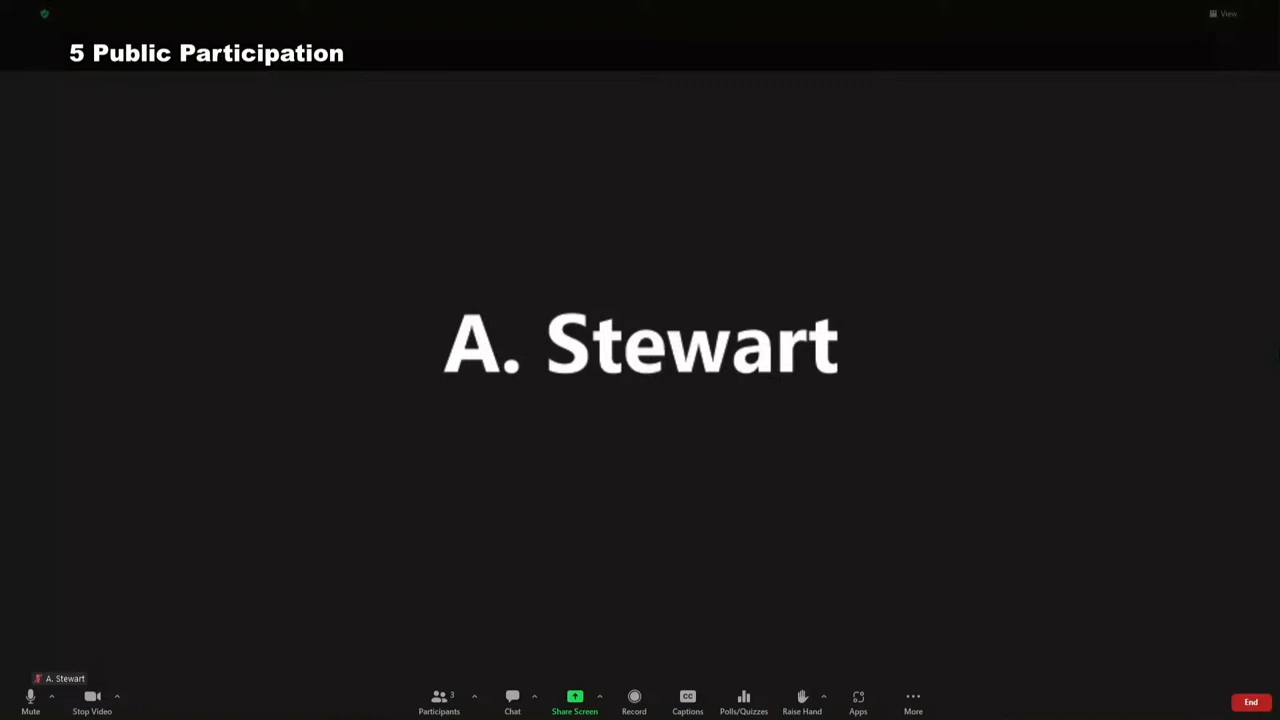 View
5 Public Participation
A. Stewart
A. Stewart
Mute
Stop Video
Participants
3
Chat
Share Screen
Record
CC
Captions
Polls/Quizzes
Raise Hand
Apps
More
End